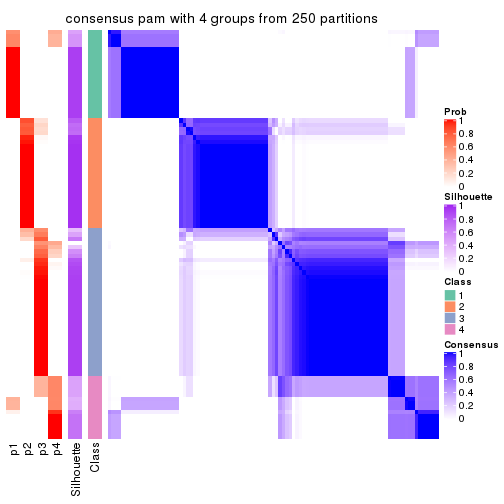 consensus pam with 4 groups from 250 partitions
Prob
1
0.8
0.6
0.4
0.2
0
Silhouette
1
0.8
0.6
0.4
0.2
0
Class
1
2
3
4
Consensus
1
0.8
0.6
0.4
0.2
0
p1
p2
p3
p4
Silhouette
Class